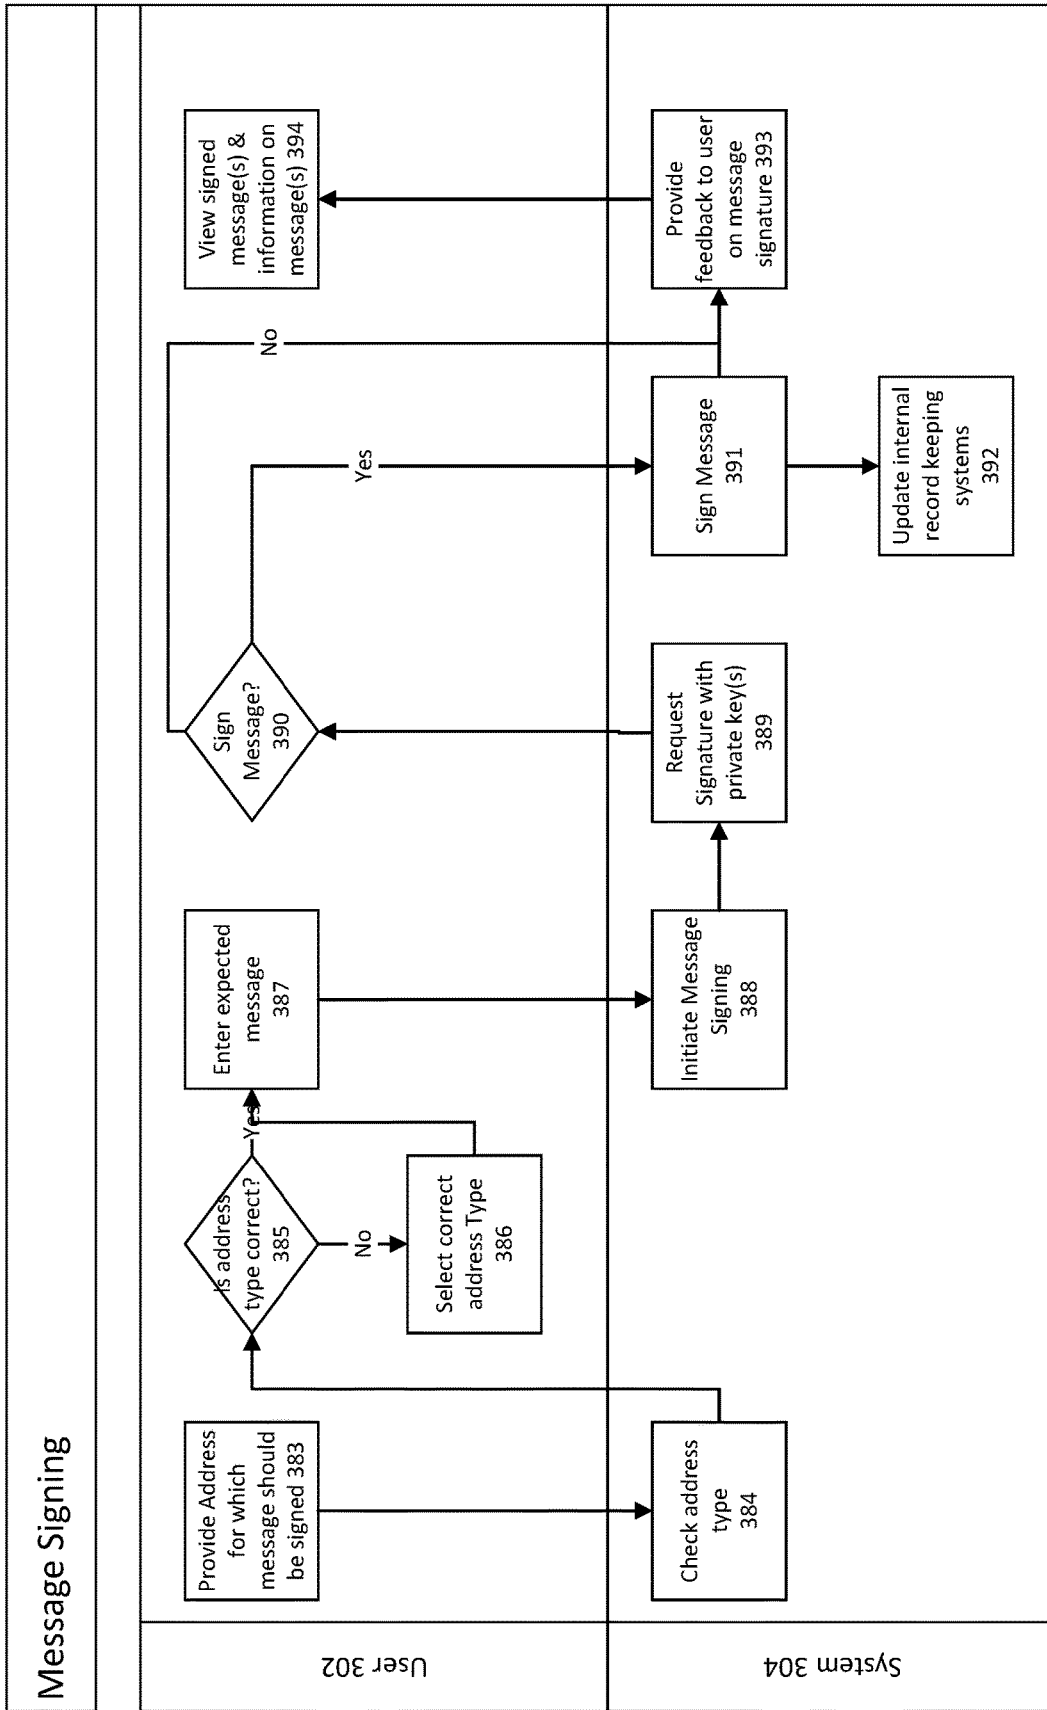 Message Signing
User 302
Provide Address
for which
message should
be signed 383
Is address
type correct?
385
Yes
No
Select correct
address Type
386
Enter expected
message
387
Sign
Message?
390
Yes
No
View signed
message(s) &
information on
message(s) 394
System 304
Check address
type
384
Initiate Message
Signing
388
Request
Signature with
private key(s)
389
Sign Message
391
Update internal
record keeping
systems
392
Provide
feedback to user
on message
signature 393